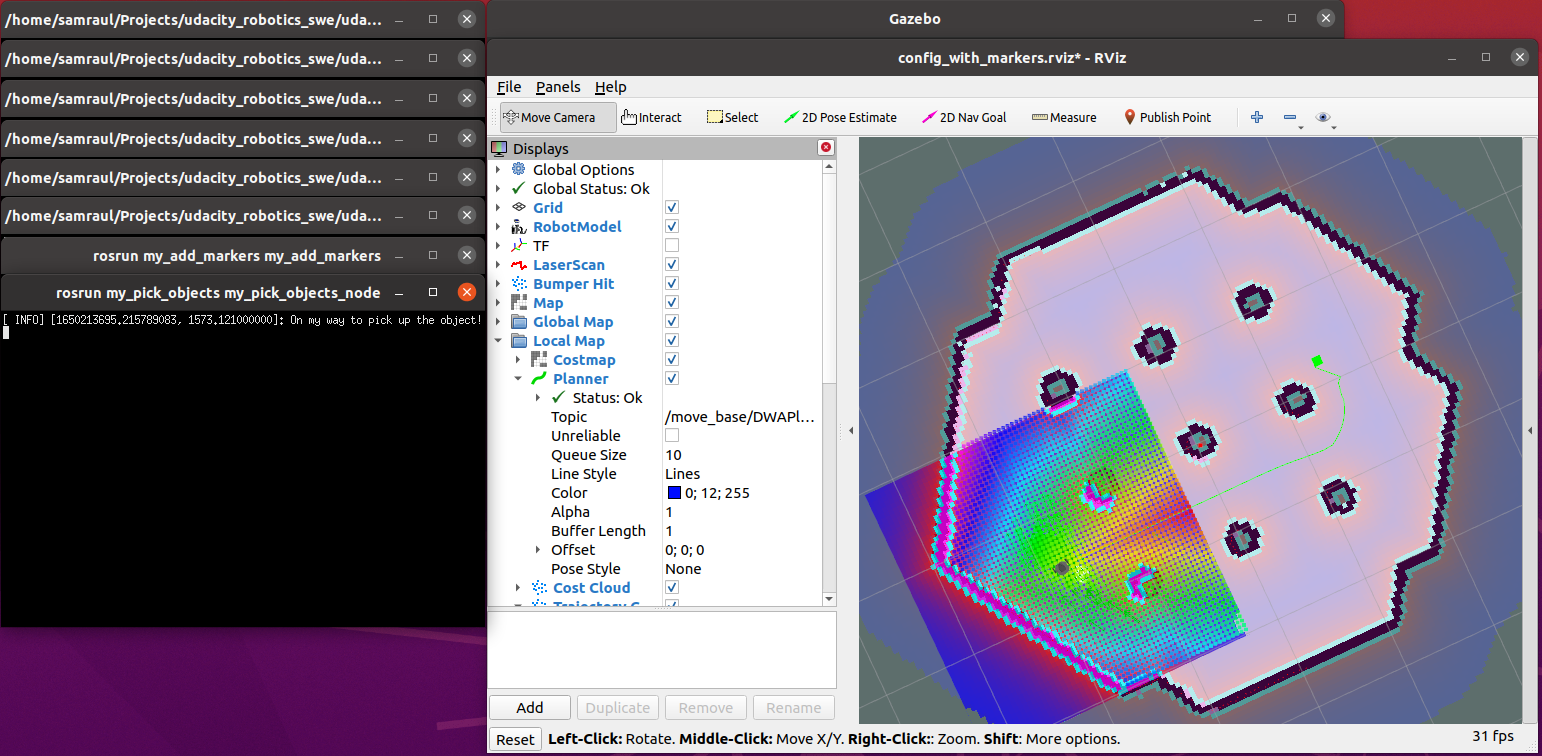 /home/samraul/Projects/udacity_robotics_swe/uda...
/home/samraul/Projects/udacity_robotics_swe/uda...
/home/samraul/Projects/udacity_robotics_swe/uda...
/home/samraul/Projects/udacity_robotics_swe/uda...
/home/samraul/Projects/udacity_robotics_swe/uda...
/home/samraul/Projects/udacity_robotics_swe/uda...
rosrun my_add_markers my_add_markers
rosrun my_pick_objects my_pick_objects_node
[ INFO] [1650213695.215789083, 1573.121000000]: On my way to pick up the object!
Gazebo
config_with_markers.rviz* - RViz
File Panels Help
Move Camera Interact Select 2D Pose Estimate 2D Nav Goal Measure Publish Point
Displays
Global Options
Global Status: Ok
Grid
RobotModel
TF
LaserScan
Bumper Hit
Map
Global Map
Local Map
Costmap
Planner
Status: Ok
Topic /move_base/DWAPl...
Unreliable
Queue Size 10
Line Style Lines
Color 0; 12; 255
Alpha 1
Buffer Length 1
Offset 0; 0; 0
Pose Style None
Cost Cloud
Add Duplicate Remove Rename
Reset Left-Click: Rotate. Middle-Click: Move X/Y. Right-Click:: Zoom. Shift: More options. 31 fps